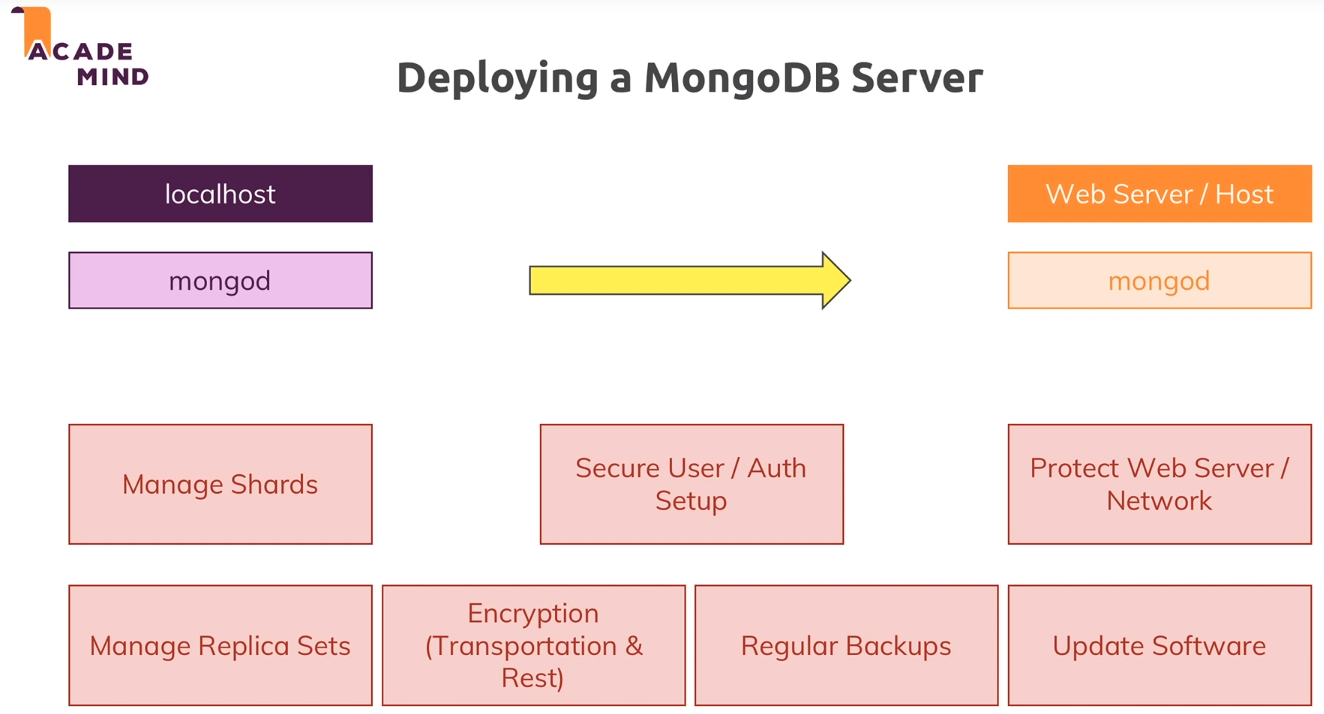 ACADE
MIND
Deploying a MongoDB Server
localhost
Web Server / Host
mongod
mongod
Manage Shards
Secure User / Auth
Setup
Protect Web Server /
Network
Manage Replica Sets
Encryption
(Transportation &
Rest)
Regular Backups
Update Software